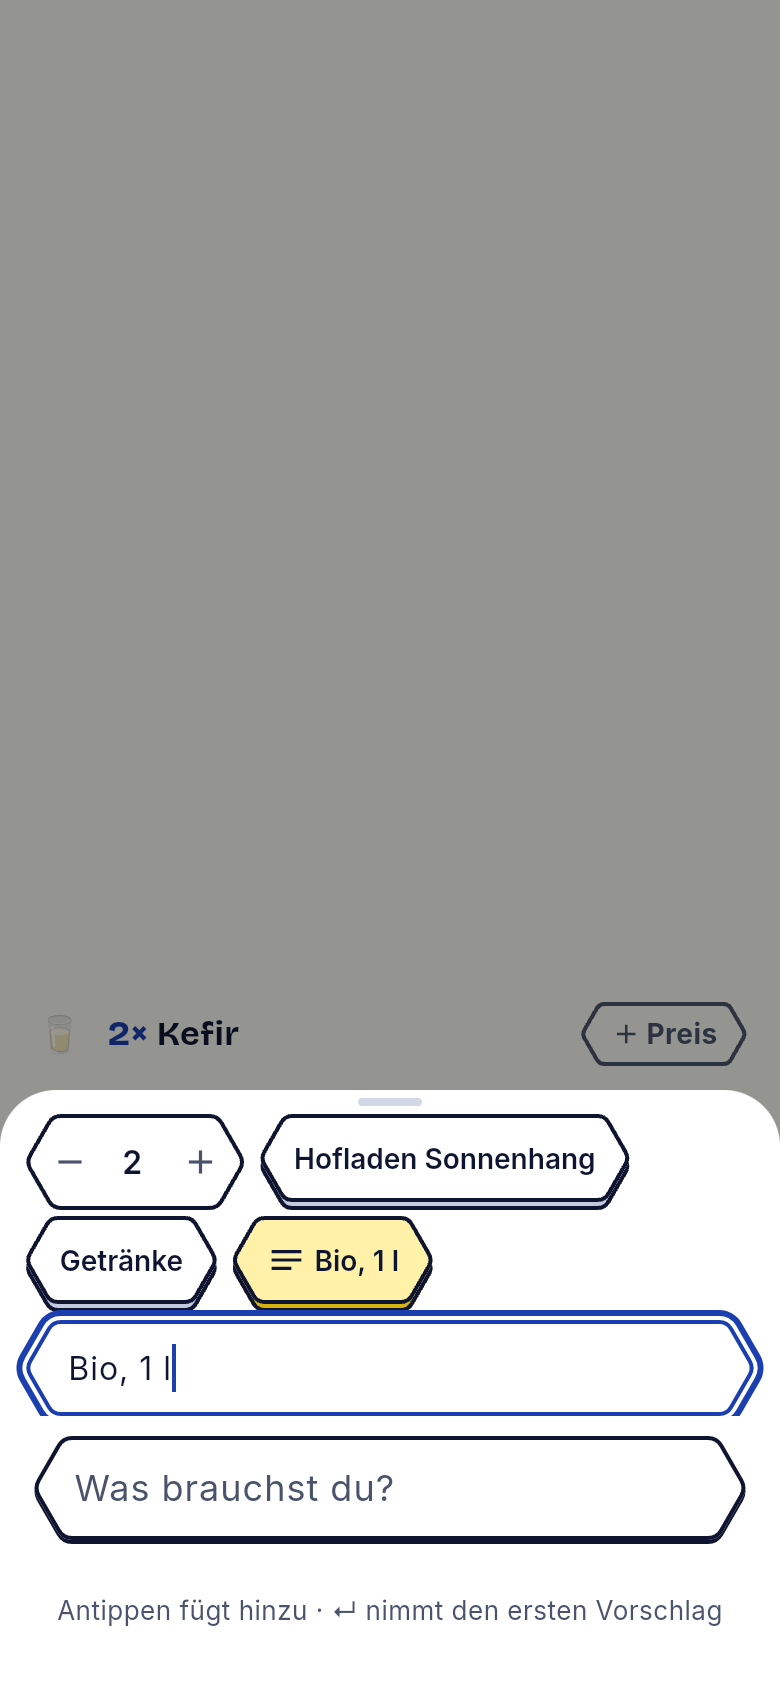 2× Kefir
+ Preis
− 2 +
Hofladen Sonnenhang
Getränke
Bio, 1 l
Bio, 1 l
Was brauchst du?
Antippen fügt hinzu · ↵ nimmt den ersten Vorschlag